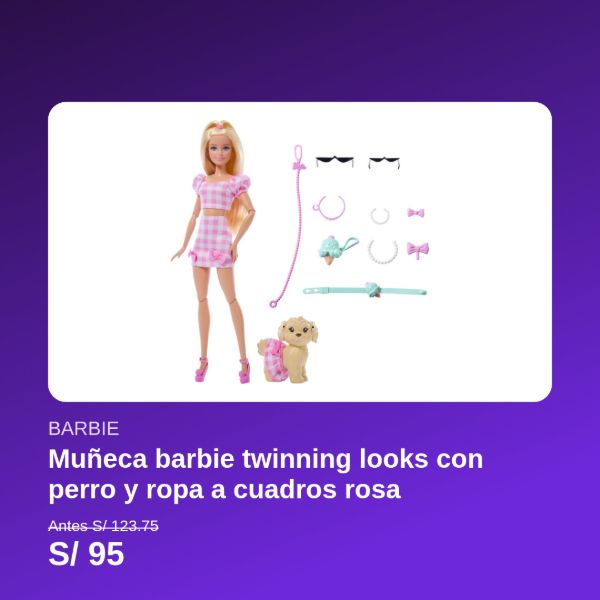 BARBIE
Muñeca barbie twinning looks con
perro y ropa a cuadros rosa
Antes S/ 123.75
S/ 95